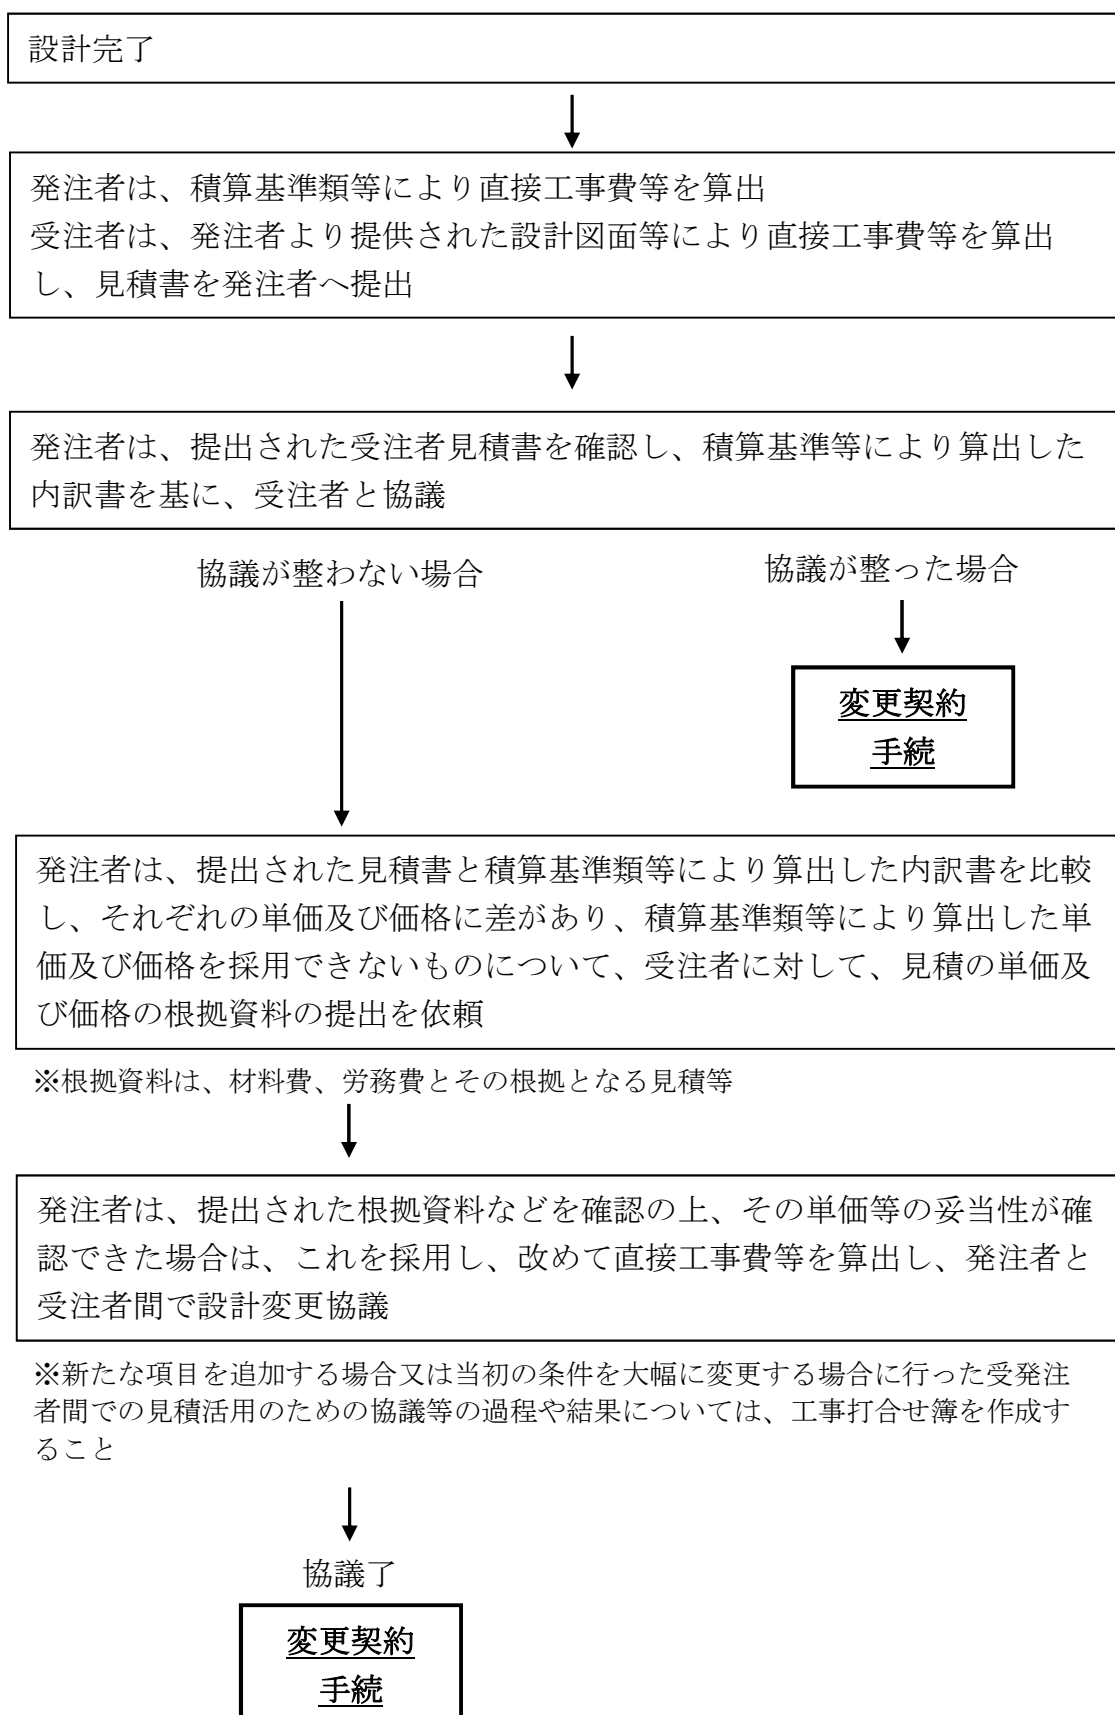 設計完了
発注者は、積算基準類等により直接工事費等を算出
受注者は、発注者より提供された設計図面等により直接工事費等を算出
し、見積書を発注者へ提出
発注者は、提出された受注者見積書を確認し、積算基準等により算出した
内訳書を基に、受注者と協議
協議が整わない場合
協議が整った場合
変更契約
手続
発注者は、提出された見積書と積算基準類等により算出した内訳書を比較
し、それぞれの単価及び価格に差があり、積算基準類等により算出した単
価及び価格を採用できないものについて、受注者に対して、見積の単価及
び価格の根拠資料の提出を依頼
※根拠資料は、材料費、労務費とその根拠となる見積等
発注者は、提出された根拠資料などを確認の上、その単価等の妥当性が確
認できた場合は、これを採用し、改めて直接工事費等を算出し、発注者と
受注者間で設計変更協議
※新たな項目を追加する場合又は当初の条件を大幅に変更する場合に行った受発注
者間での見積活用のための協議等の過程や結果については、工事打合せ簿を作成す
ること
協議了
変更契約
手続